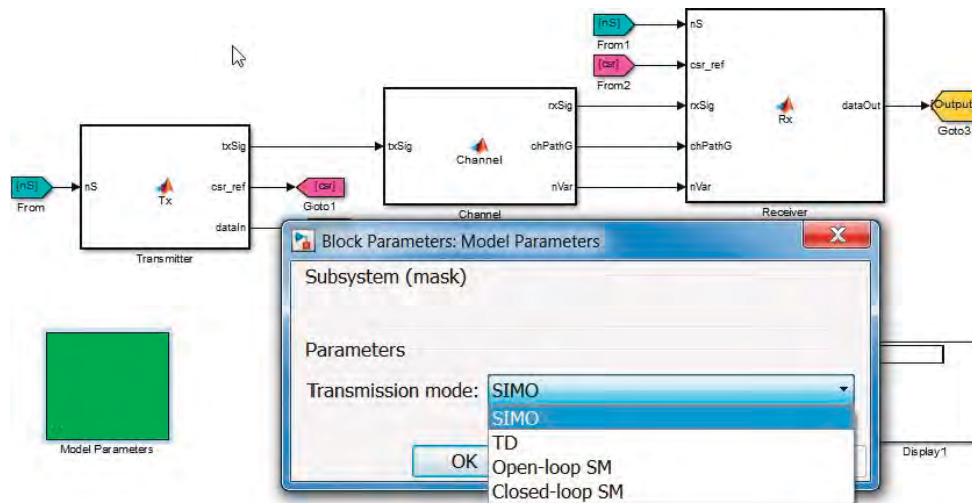 [nS]
From1
nS
[csr]
From2
csr_ref
rxSig
rxSig
Rx
dataOut
[Output
Goto3
txSig
txSig
Channel
chPathG
chPathG
[nS]
From
nS
Tx
csr_ref
[csr]
Goto1
nVar
nVar
dataIn
Channel
Receiver
Transmitter
Block Parameters: Model Parameters
X
Subsystem (mask)
Parameters
Transmission mode: SIMO
SIMO
TD
Open-loop SM
Closed-loop SM
OK
Model Parameters
Display1